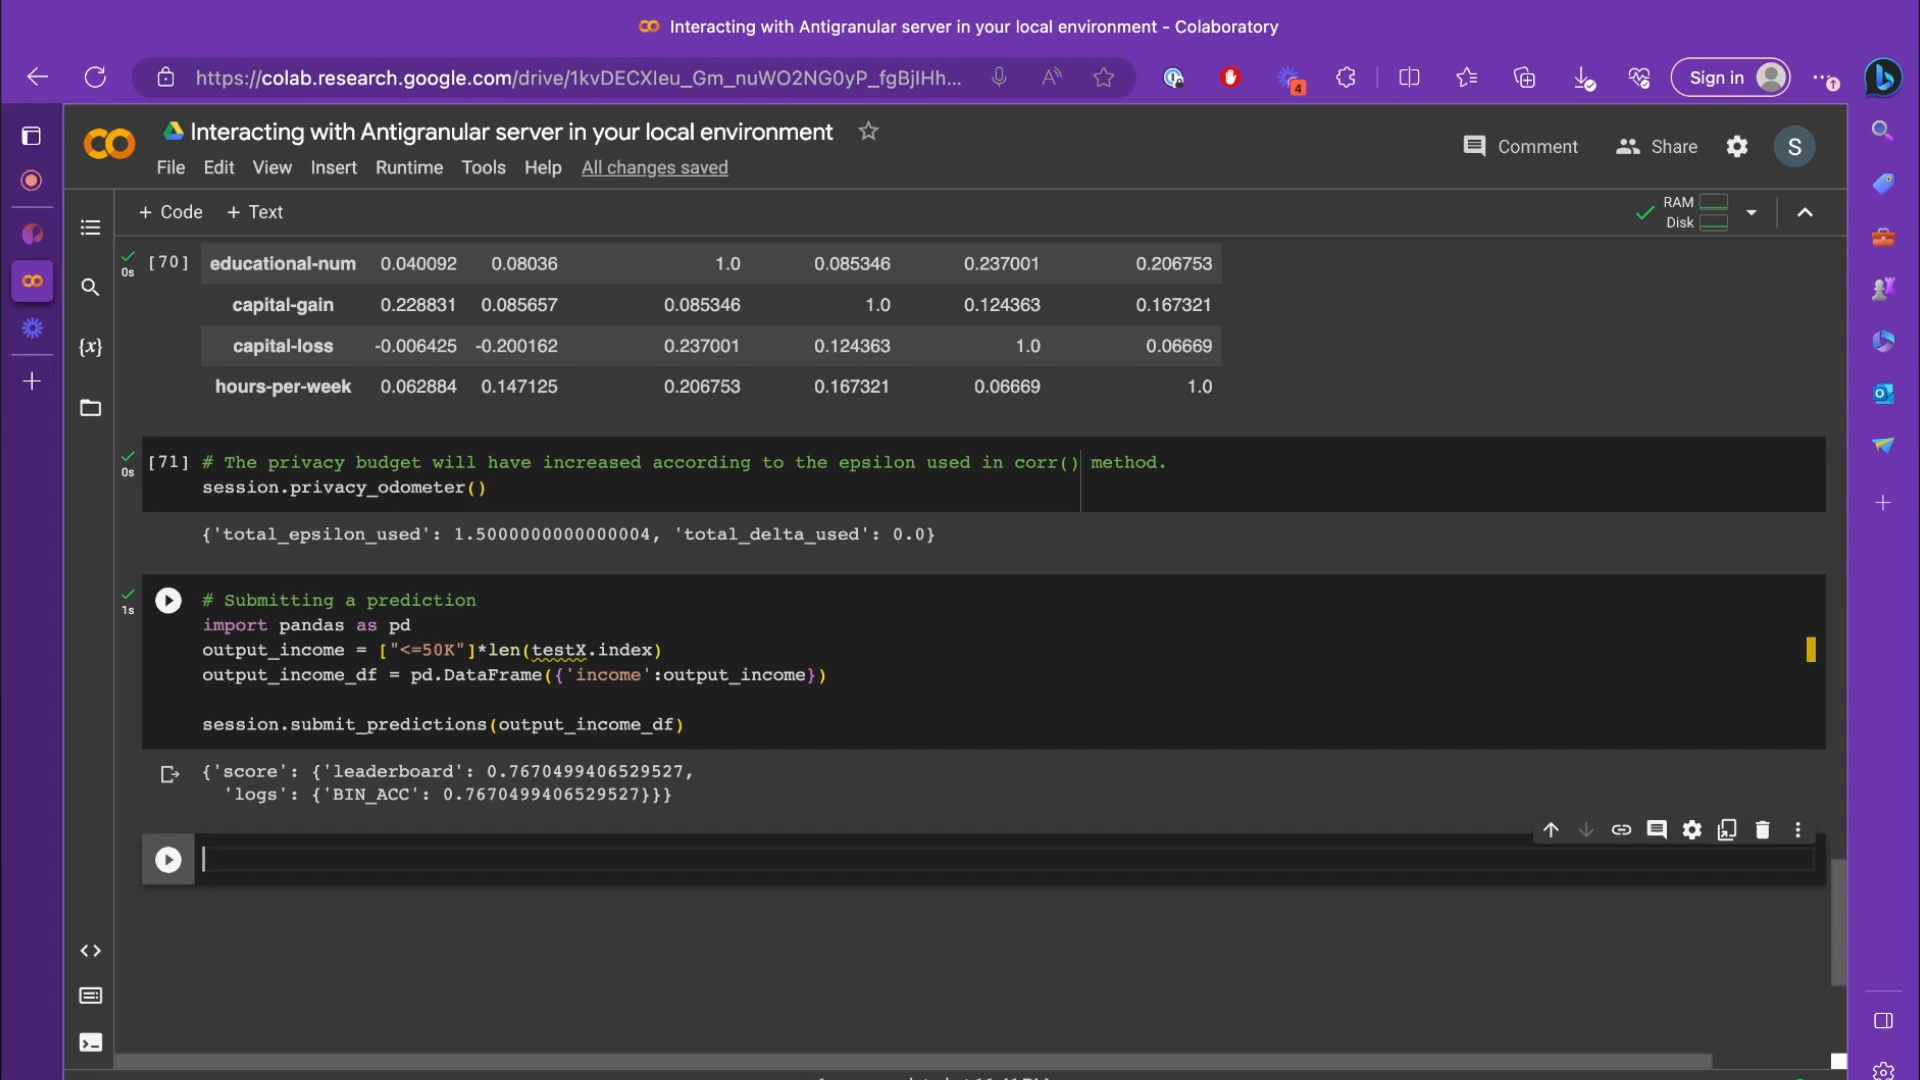 Interacting with Antigranular server in your local environment - Colaboratory
https://colab.research.google.com/drive/1kvDECXIeu_Gm_nuWO2NG0yP_fgBjIHh...
4
Sign in
Interacting with Antigranular server in your local environment
File Edit View Insert Runtime Tools Help All changes saved
Comment Share S
+ Code + Text
RAM
Disk
0s [70] educational-num 0.040092 0.08036 1.0 0.085346 0.237001 0.206753
capital-gain 0.228831 0.085657 0.085346 1.0 0.124363 0.167321
capital-loss -0.006425 -0.200162 0.237001 0.124363 1.0 0.06669
hours-per-week 0.062884 0.147125 0.206753 0.167321 0.06669 1.0
0s [71] # The privacy budget will have increased according to the epsilon used in corr() method.
session.privacy_odometer()
{'total_epsilon_used': 1.5000000000000004, 'total_delta_used': 0.0}
1s # Submitting a prediction
import pandas as pd
output_income = ["<=50K"]*len(testX.index)
output_income_df = pd.DataFrame({'income':output_income})
session.submit_predictions(output_income_df)
{'score': {'leaderboard': 0.7670499406529527,
'logs': {'BIN_ACC': 0.7670499406529527}}}